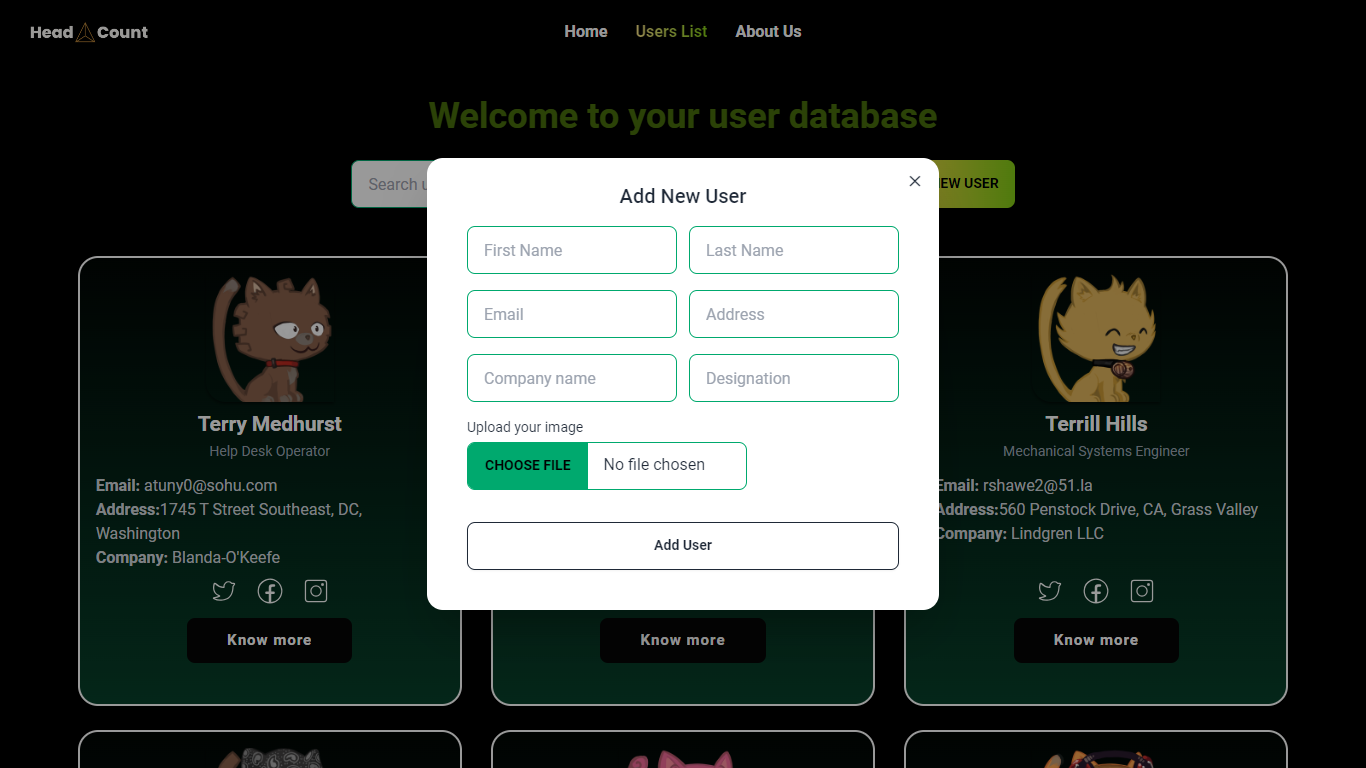 Head Count
Home Users List About Us
Welcome to your user database
Search
EW USER
Add New User
First Name Last Name
Email Address
Company name Designation
Upload your image
CHOOSE FILE No file chosen
Add User
Terry Medhurst
Help Desk Operator
Email: atuny0@sohu.com
Address:1745 T Street Southeast, DC,
Washington
Company: Blanda-O'Keefe
Know more
Know more
Terrill Hills
Mechanical Systems Engineer
Email: rshawe2@51.la
Address:560 Penstock Drive, CA, Grass Valley
Company: Lindgren LLC
Know more